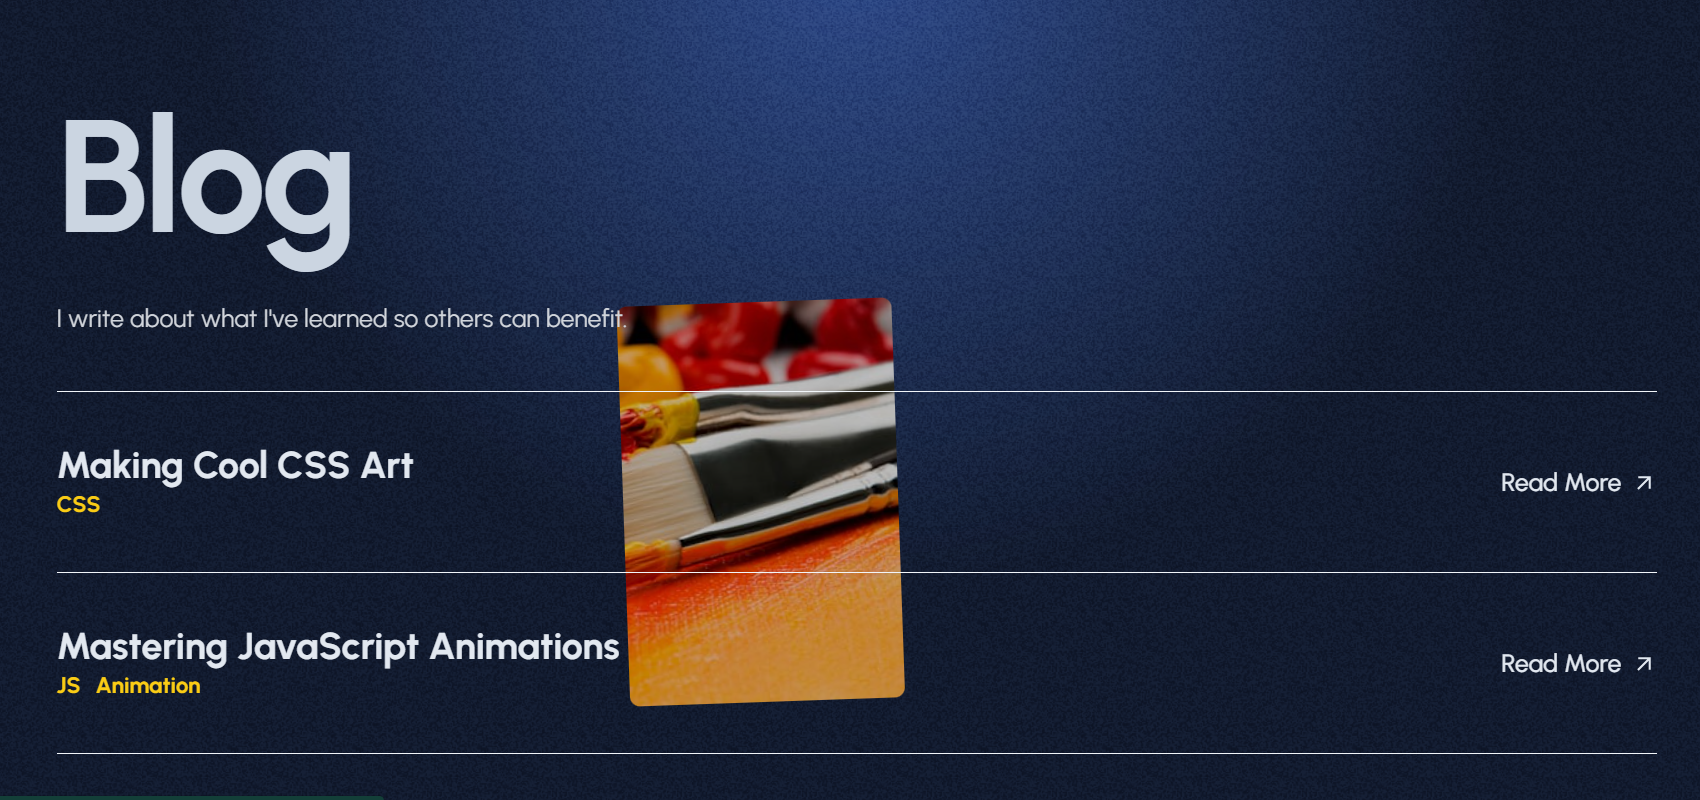 Blog
I write about what I've learned so others can benefit.
Making Cool CSS Art
CSS
Read More
Mastering JavaScript Animations
JS Animation
Read More